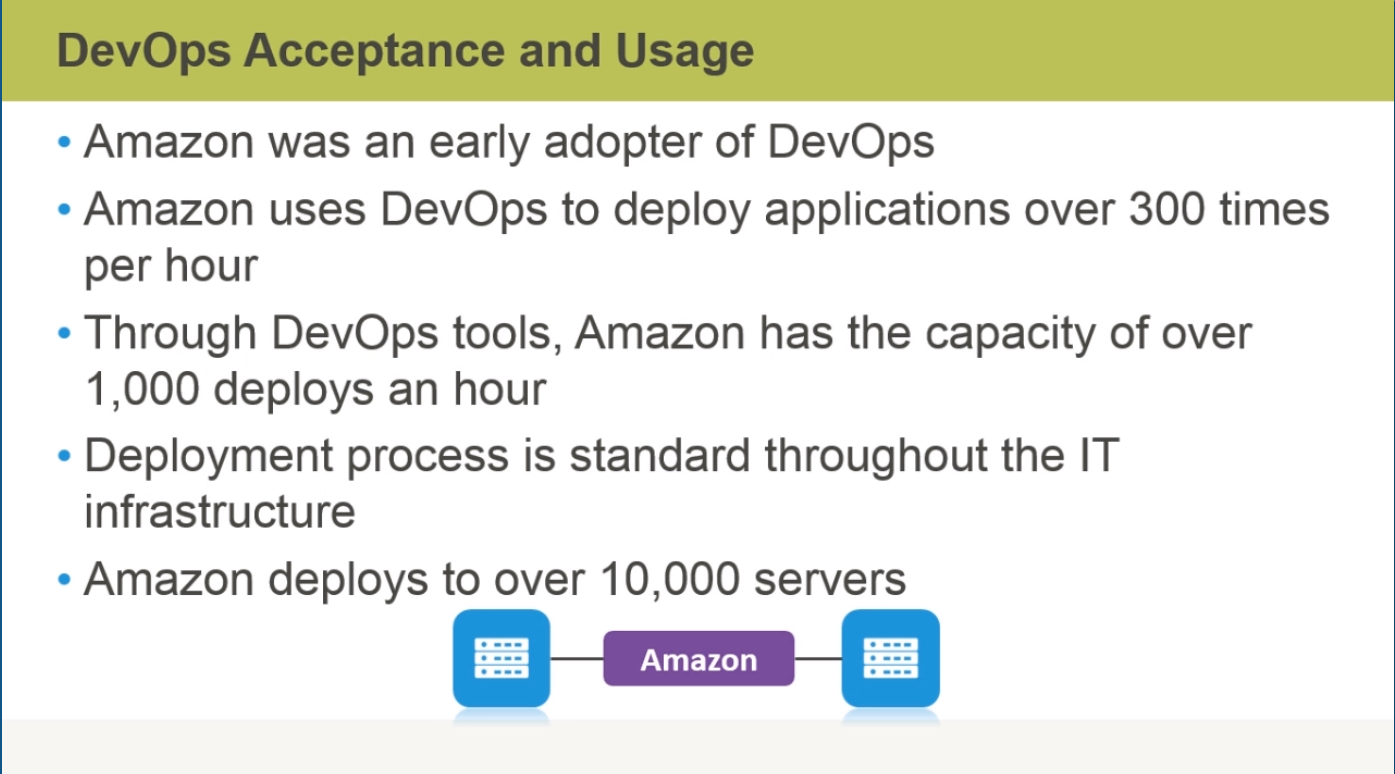 DevOps Acceptance and Usage
• Amazon was an early adopter of DevOps
• Amazon uses DevOps to deploy applications over 300 times
per hour
• Through DevOps tools, Amazon has the capacity of over
1,000 deploys an hour
• Deployment process is standard throughout the IT
infrastructure
• Amazon deploys to over 10,000 servers
Amazon